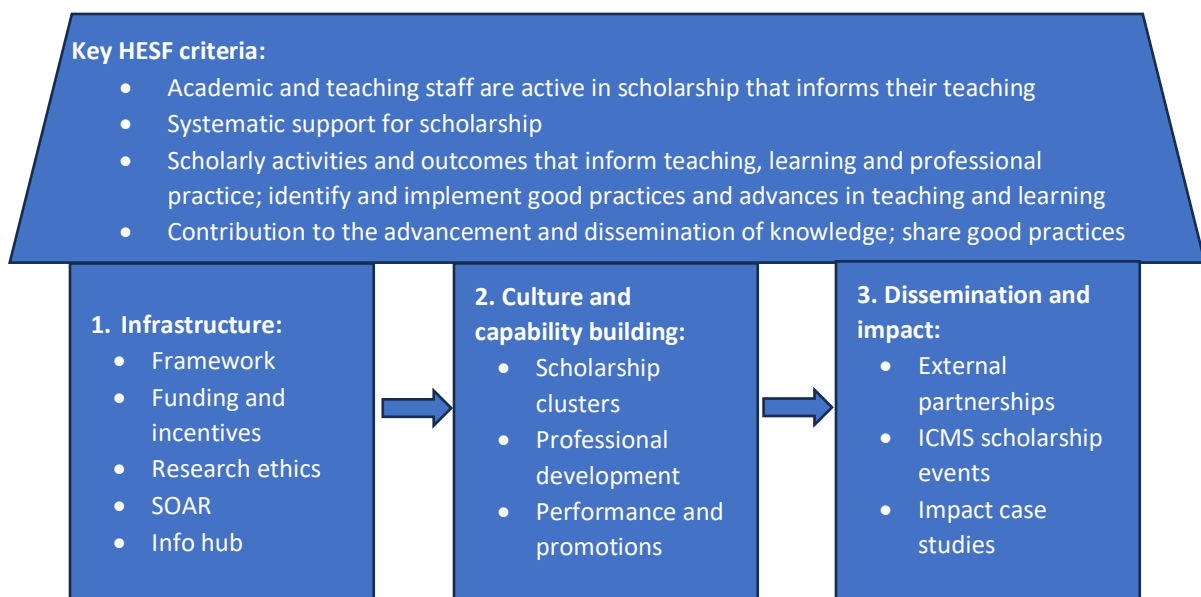 Key HESF criteria:
• Academic and teaching staff are active in scholarship that informs their teaching
• Systematic support for scholarship
• Scholarly activities and outcomes that inform teaching, learning and professional
practice; identify and implement good practices and advances in teaching and learning
• Contribution to the advancement and dissemination of knowledge; share good practices
1. Infrastructure:
• Framework
• Funding and
incentives
• Research ethics
• SOAR
• Info hub
2. Culture and
capability building:
• Scholarship
clusters
• Professional
development
• Performance and
promotions
3. Dissemination and
impact:
• External
partnerships
• ICMS scholarship
events
• Impact case
studies